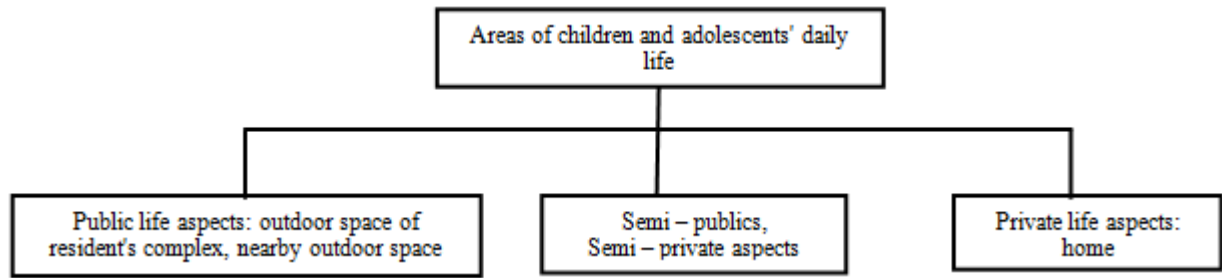 Areas of children and adolescents' daily
life
Public life aspects: outdoor space of
resident's complex, nearby outdoor space
Semi – publics,
Semi – private aspects
Private life aspects:
home